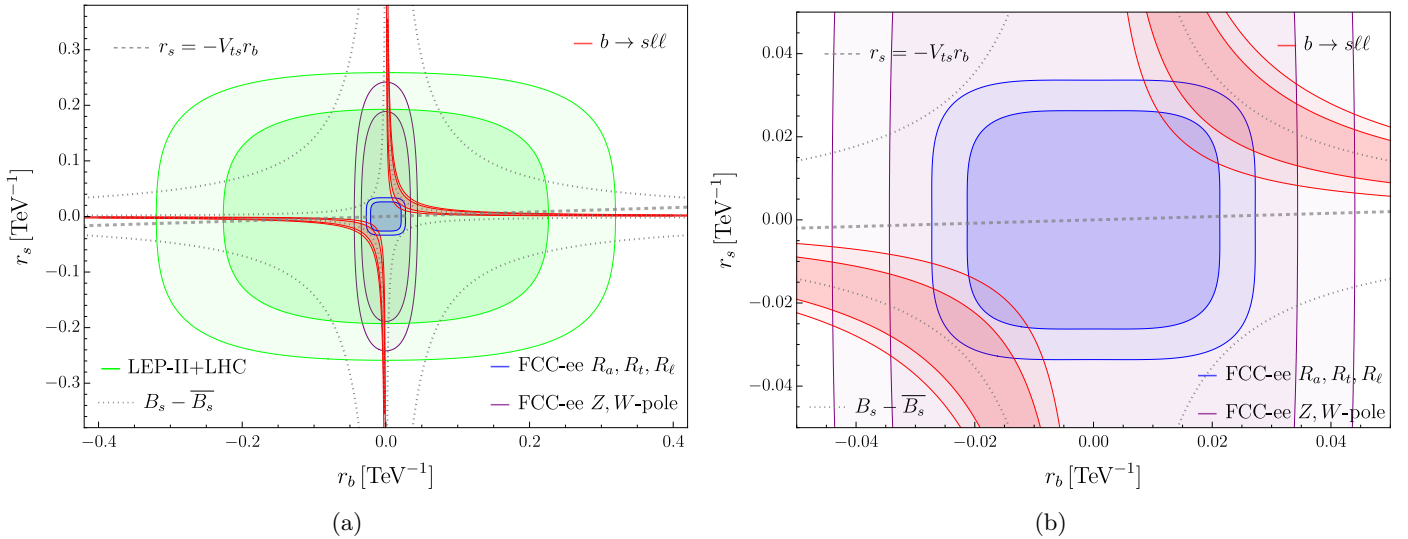 r_s = −V_{ts} r_b
b → sℓℓ
r_s [TeV⁻¹]
0.3
0.2
0.1
0.0
−0.1
−0.2
−0.3
LEP-II+LHC
B_s − \overline{B_s}
FCC-ee R_a, R_t, R_ℓ
FCC-ee Z, W-pole
−0.4
−0.2
0.0
0.2
0.4
r_b [TeV⁻¹]
(a)
r_s = −V_{ts} r_b
b → sℓℓ
r_s [TeV⁻¹]
0.04
0.02
0.00
−0.02
−0.04
B_s − \overline{B_s}
FCC-ee R_a, R_t, R_ℓ
FCC-ee Z, W-pole
−0.04
−0.02
0.00
0.02
0.04
r_b [TeV⁻¹]
(b)